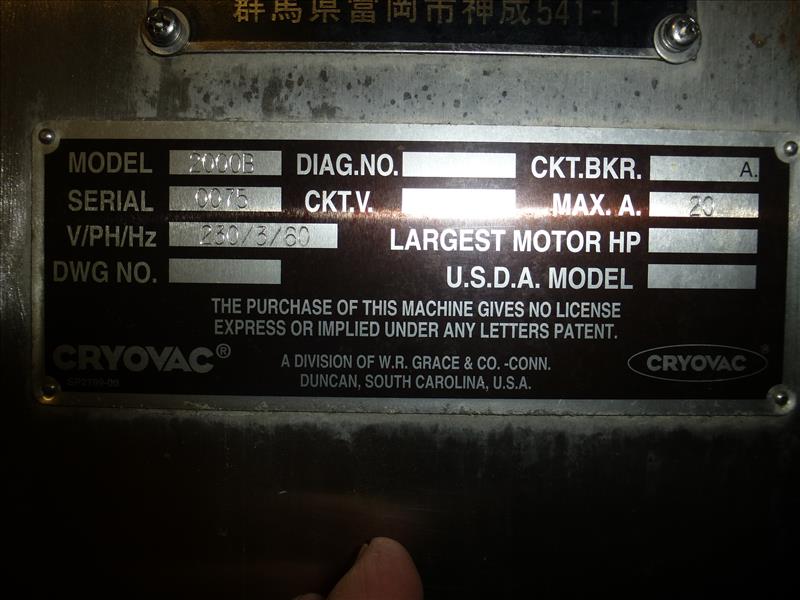 群馬県富岡市神成541-1
MODEL 2000B DIAG.NO. CKT.BKR. A.
SERIAL 0075 CKT.V. MAX. A. 20
V/PH/Hz 230/3/60 LARGEST MOTOR HP
DWG NO. U.S.D.A. MODEL
THE PURCHASE OF THIS MACHINE GIVES NO LICENSE
EXPRESS OR IMPLIED UNDER ANY LETTERS PATENT.
CRYOVAC® A DIVISION OF W.R. GRACE & CO. -CONN. CRYOVAC®
DUNCAN, SOUTH CAROLINA, U.S.A.